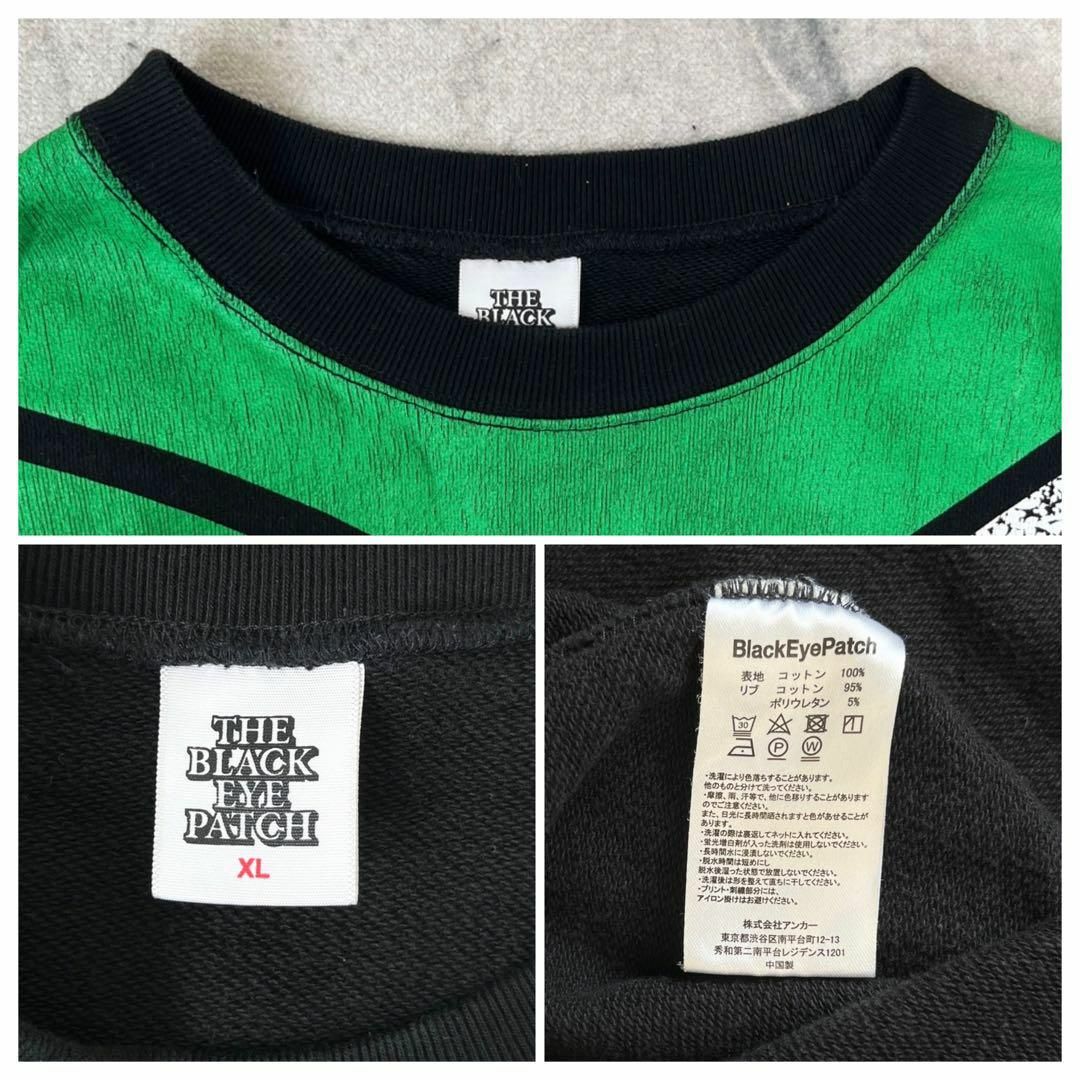 THE
BLACK
THE
BLACK
EYE
PATCH
XL
BlackEyePatch
表地 コットン 100%
リブ コットン 95%
ポリウレタン 5%
30
P W
・洗濯により色落ちすることがあります。
他のものと分けて洗ってください。
・摩擦、雨、汗等で、他に色移りすることがあります
のでご注意ください。
また、日光に長時間晒されますと色があせることが
あります。
・洗濯の際は裏返してネットに入れてください。
・蛍光増白剤が入った洗剤は使用しないでください。
・長時間水に浸漬しないでください。
・脱水時間は短めにし
脱水後湿った状態で放置しないでください。
・洗濯後は形を整えて直ちに干してください。
・プリント・刺繍部分には、
アイロン掛けはお避けください。
株式会社アンカー
東京都渋谷区南平台町12-13
秀和第二南平台レジデンス1201
中国製